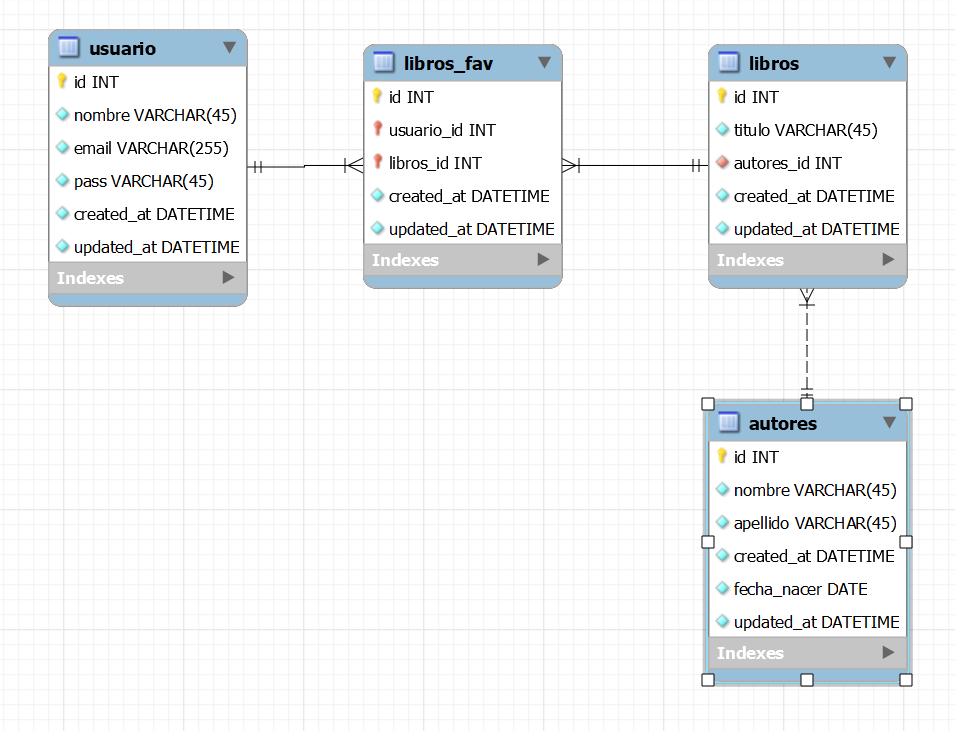 usuario
id INT
nombre VARCHAR(45)
email VARCHAR(255)
pass VARCHAR(45)
created_at DATETIME
updated_at DATETIME
Indexes
libros_fav
id INT
usuario_id INT
libros_id INT
created_at DATETIME
updated_at DATETIME
Indexes
libros
id INT
titulo VARCHAR(45)
autores_id INT
created_at DATETIME
updated_at DATETIME
Indexes
autores
id INT
nombre VARCHAR(45)
apellido VARCHAR(45)
created_at DATETIME
fecha_nacer DATE
updated_at DATETIME
Indexes